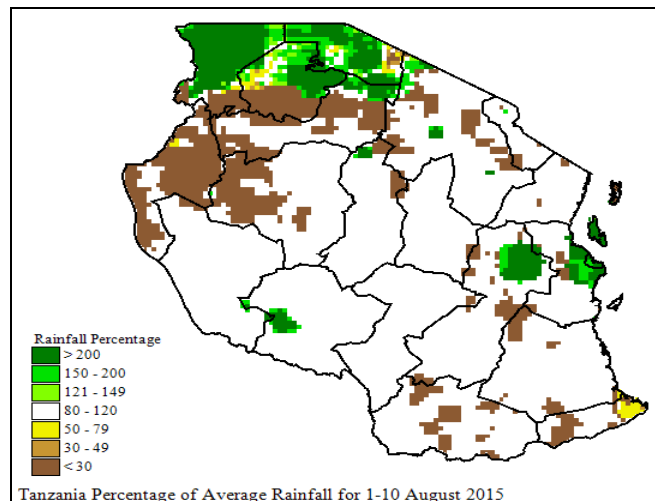 Rainfall Percentage
> 200
150 - 200
121 - 149
80 - 120
50 - 79
30 - 49
< 30
Tanzania Percentage of Average Rainfall for 1-10 August 2015